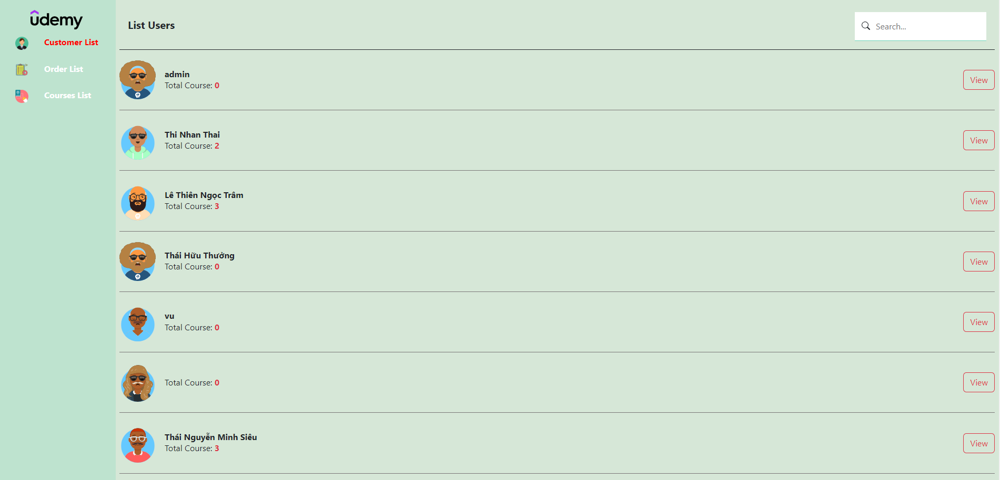 ûdemy
Customer List
Order List
Courses List
List Users
Search...
admin
Total Course: 0
View
Thi Nhan Thai
Total Course: 2
View
Lê Thiên Ngọc Trâm
Total Course: 3
View
Thái Hữu Thưởng
Total Course: 0
View
vu
Total Course: 0
View
Total Course: 0
View
Thái Nguyễn Minh Siêu
Total Course: 3
View